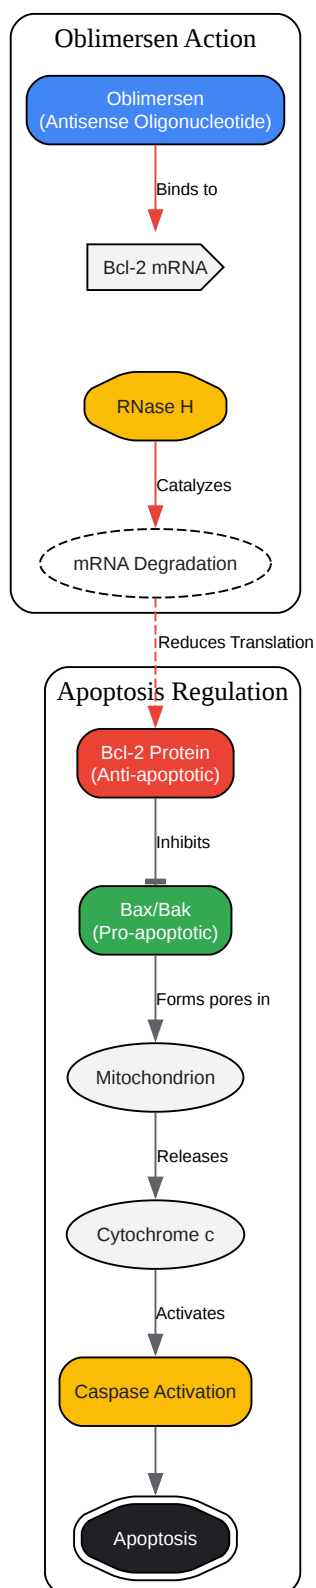 Oblimersen Action
Oblimersen
(Antisense Oligonucleotide)
Binds to
Bcl-2 mRNA
RNase H
Catalyzes
mRNA Degradation
Reduces Translation
Apoptosis Regulation
Bcl-2 Protein
(Anti-apoptotic)
Inhibits
Bax/Bak
(Pro-apoptotic)
Forms pores in
Mitochondrion
Releases
Cytochrome c
Activates
Caspase Activation
Apoptosis